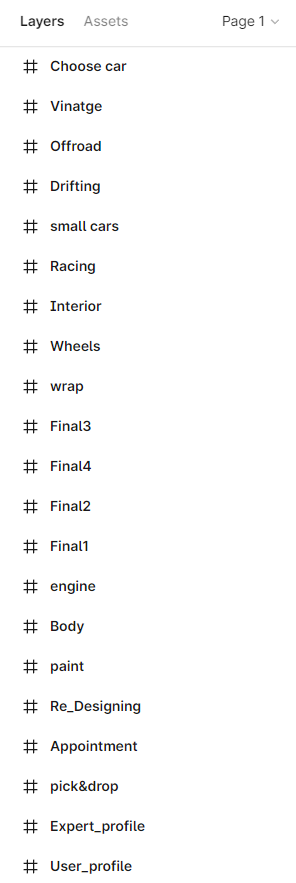 Layers Assets Page 1
Choose car
Vinatge
Offroad
Drifting
small cars
Racing
Interior
Wheels
wrap
Final3
Final4
Final2
Final1
engine
Body
paint
Re_Designing
Appointment
pick&drop
Expert_profile
User_profile